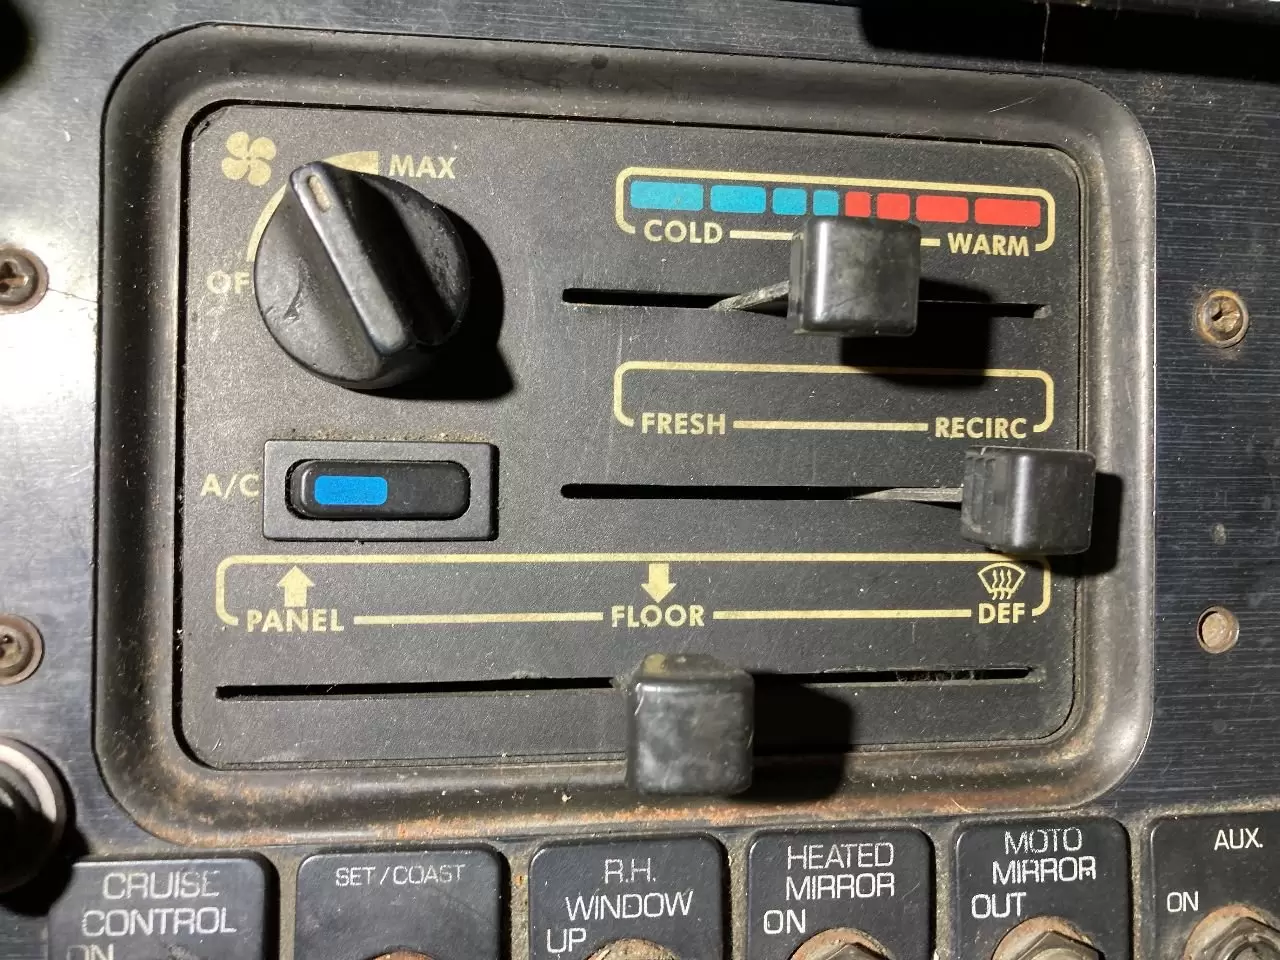 MAX
OF
COLD
WARM
FRESH
RECIRC
A/C
PANEL
FLOOR
DEF
CRUISE
CONTROL
ON
SET/COAST
R.H.
WINDOW
UP
HEATED
MIRROR
ON
MOTO
MIRROR
OUT
AUX.
ON